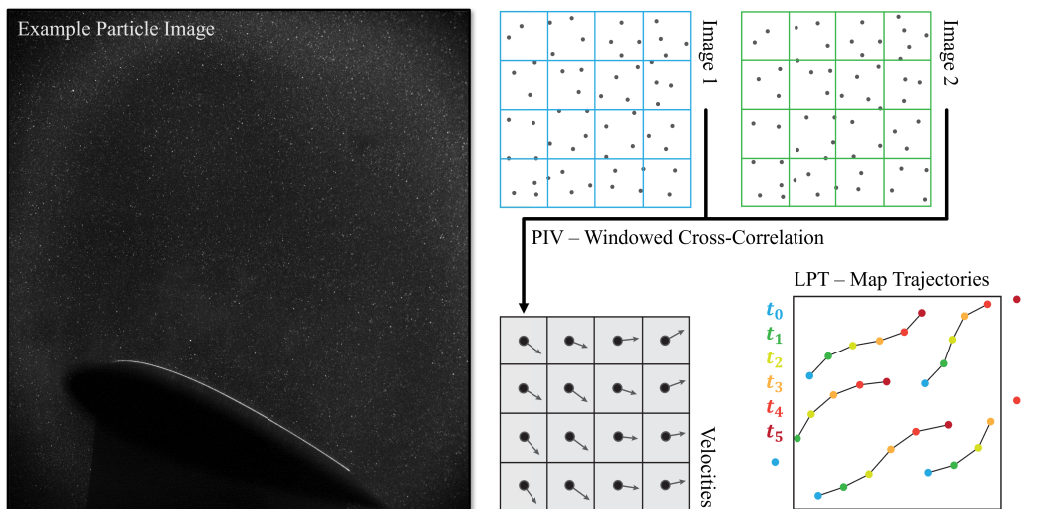 Example Particle Image
Image 1
Image 2
PIV – Windowed Cross-Correlation
Velocities
LPT – Map Trajectories
t0
t1
t2
t3
t4
t5